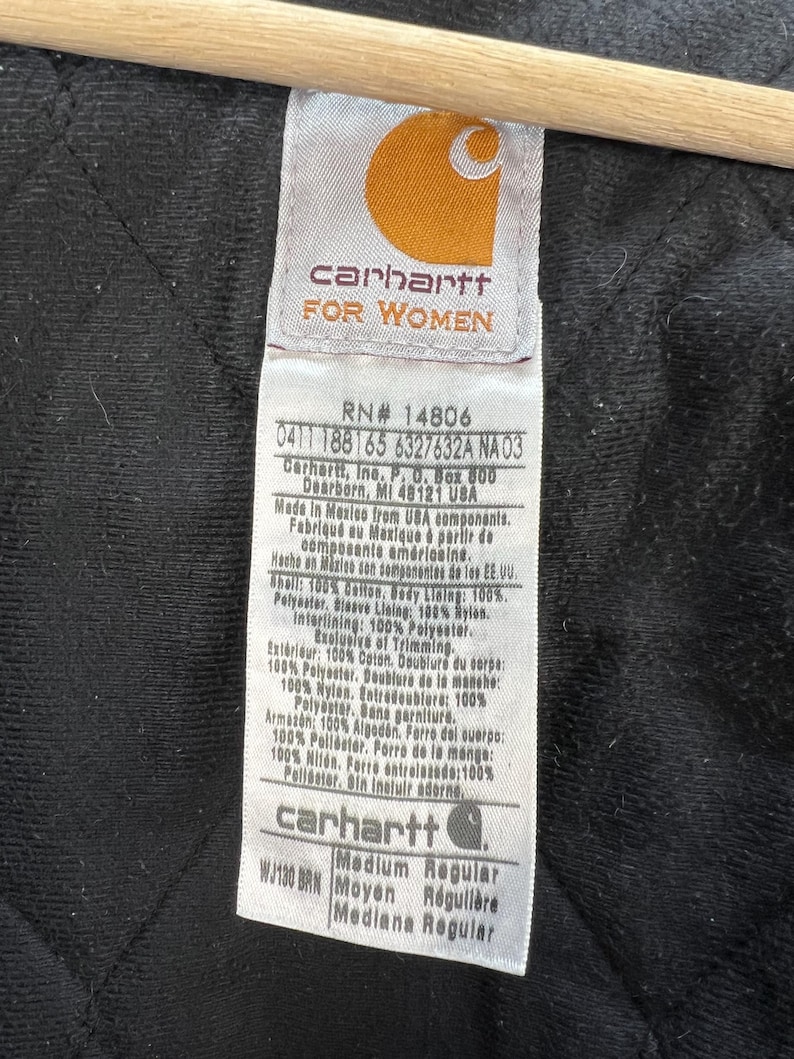 carhartt
FOR WOMEN
RN# 14806
0411 188165 6327632A NA03
Carhartt, Inc. P. O. Box 600
Dearborn, MI 48121 USA
Made in Mexico from USA components.
Fabriqué au Mexique à partir de
composants américains.
Hecho en México con componentes de los EE.UU.
Shell: 100% Cotton. Body Lining: 100%
Polyester. Sleeve Lining: 100% Nylon.
Interlining: 100% Polyester.
Exclusive of Trimming.
Extérieur: 100% Coton. Doublure du corps:
100% Polyester. Doublure de la manche:
100% Nylon. Entredoublure: 100%
Polyester. Sans garniture.
Armazón: 100% Algodón. Forro del cuerpo:
100% Poliéster. Forro de la manga:
100% Nilón. Forro entrelazado: 100%
Poliéster. Sin incluir adorno.
carhartt
WJ130 BRN
Medium Regular
Moyen Régulière
Mediana Regular